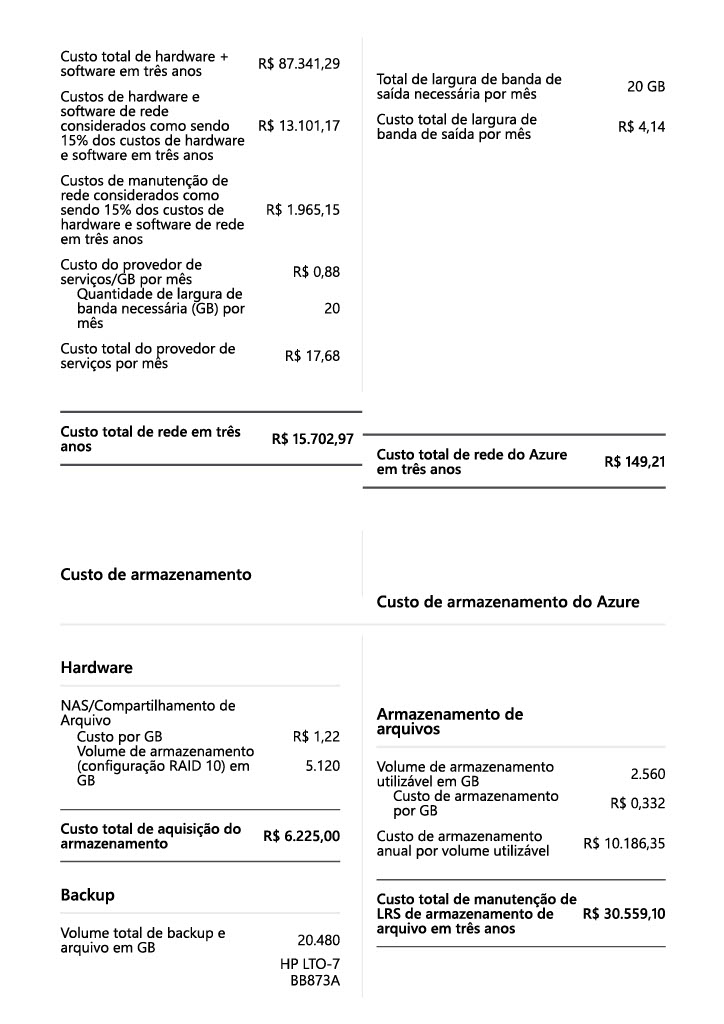 Custo total de hardware +
software em três anos
R$ 87.341,29
Custos de hardware e
software de rede
considerados como sendo
15% dos custos de hardware
e software em três anos
R$ 13.101,17
Custos de manutenção de
rede considerados como
sendo 15% dos custos de
hardware e software de rede
em três anos
R$ 1.965,15
Custo do provedor de
serviços/GB por mês
R$ 0,88
Quantidade de largura de
banda necessária (GB) por
mês
20
Custo total do provedor de
serviços por mês
R$ 17,68
Custo total de rede em três
anos
R$ 15.702,97
Total de largura de banda de
saída necessária por mês
20 GB
Custo total de largura de
banda de saída por mês
R$ 4,14
Custo total de rede do Azure
em três anos
R$ 149,21
Custo de armazenamento
Custo de armazenamento do Azure
Hardware
NAS/Compartilhamento de
Arquivo
Custo por GB
R$ 1,22
Volume de armazenamento
(configuração RAID 10) em
GB
5.120
Custo total de aquisição do
armazenamento
R$ 6.225,00
Backup
Volume total de backup e
arquivo em GB
20.480
HP LTO-7
BB873A
Armazenamento de
arquivos
Volume de armazenamento
utilizável em GB
2.560
Custo de armazenamento
por GB
R$ 0,332
Custo de armazenamento
anual por volume utilizável
R$ 10.186,35
Custo total de manutenção de
LRS de armazenamento de
arquivo em três anos
R$ 30.559,10